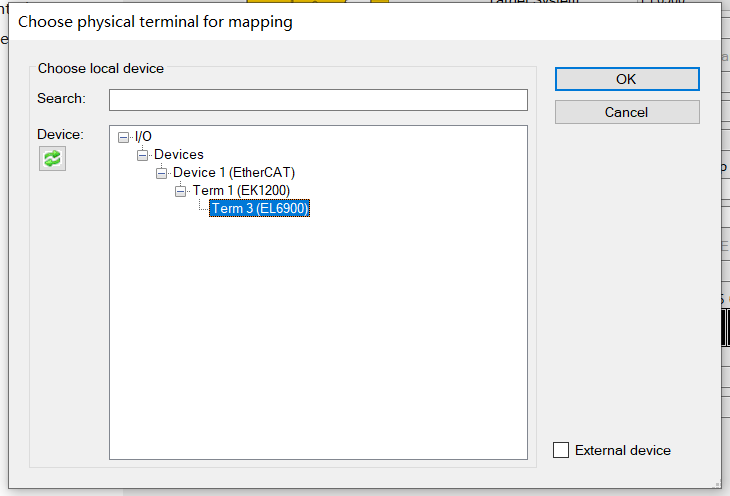 Choose physical terminal for mapping
Choose local device
OK
Search:
Cancel
Device:
I/O
Devices
Device 1 (EtherCAT)
Term 1 (EK1200)
Term 3 (EL6900)
External device